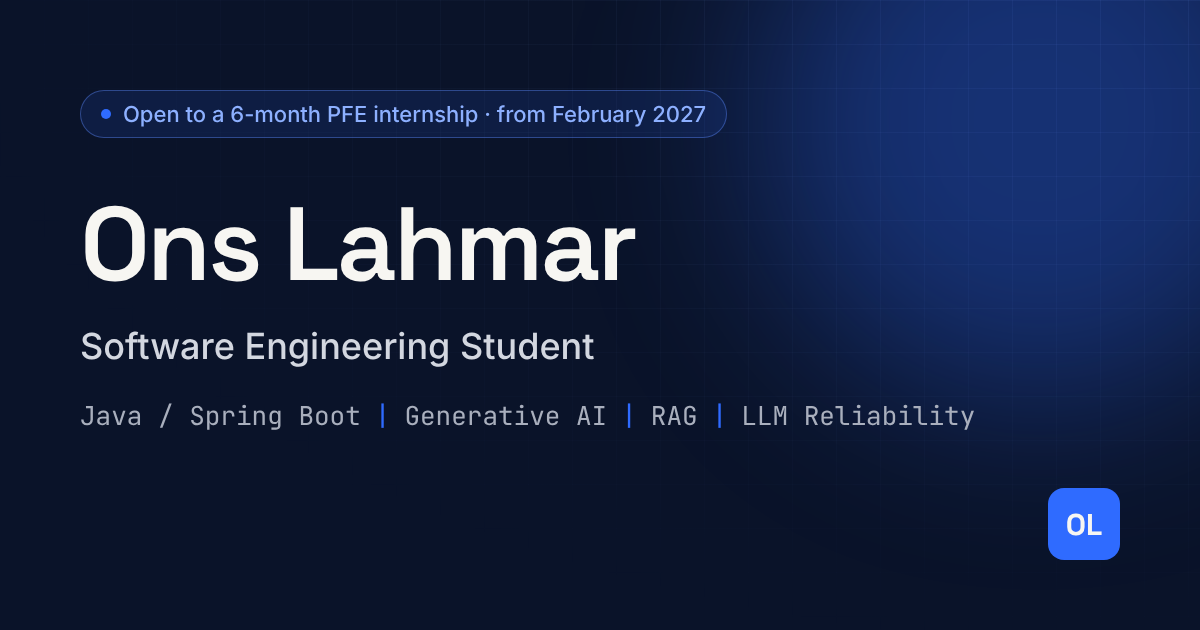 Open to a 6-month PFE internship · from February 2027
Ons Lahmar
Software Engineering Student
Java / Spring Boot | Generative AI | RAG | LLM Reliability
OL